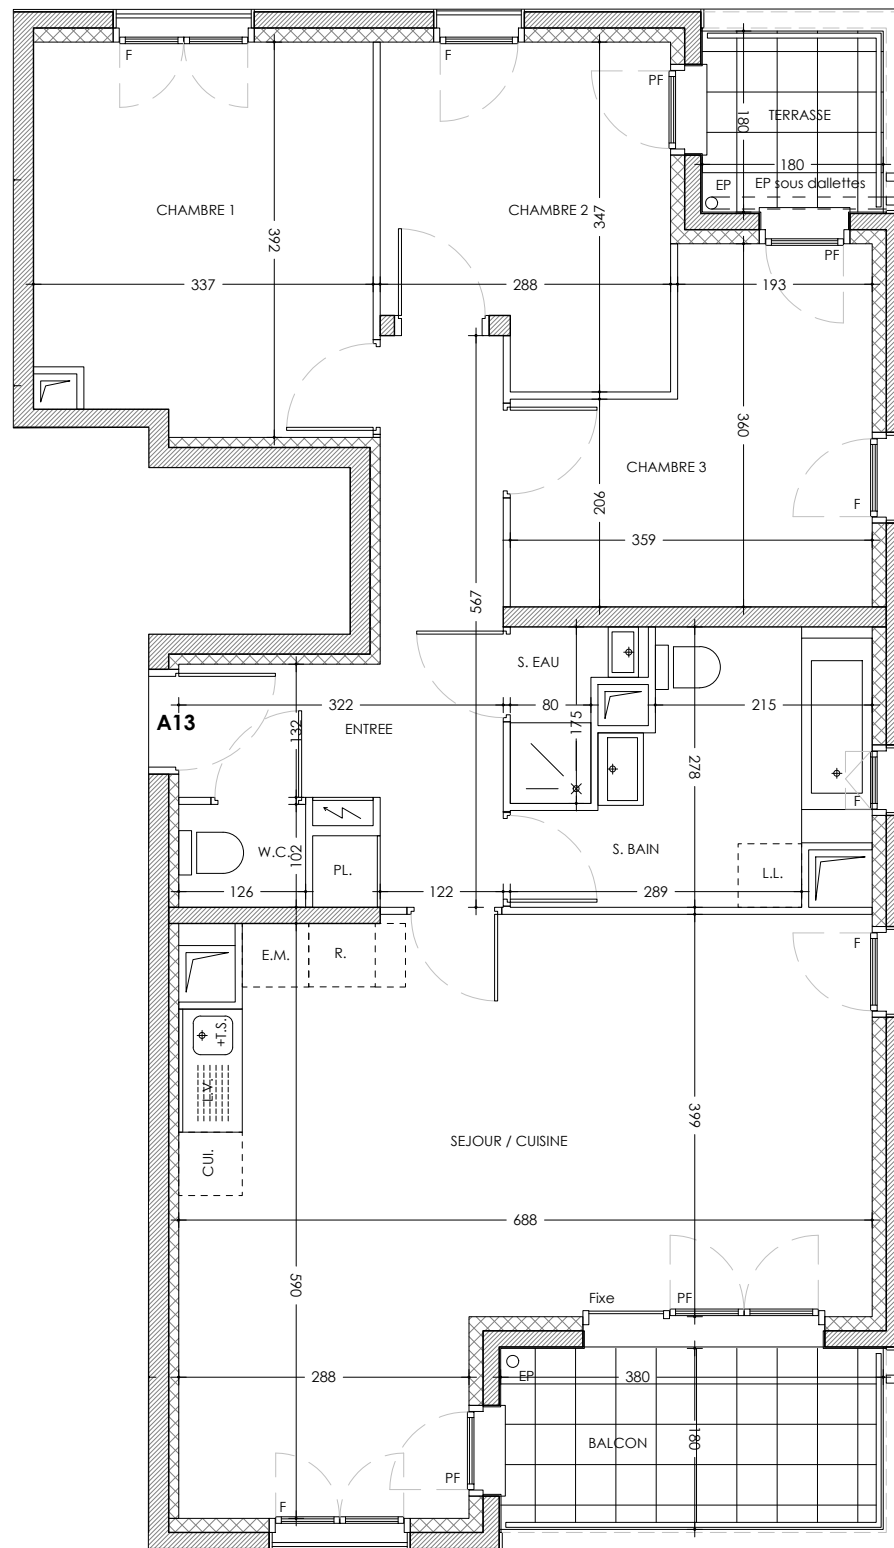 F
F
PF
TERRASSE
180
180
EP
EP sous dallettes
CHAMBRE 1
CHAMBRE 2
347
392
PF
337
288
193
360
CHAMBRE 3
F
206
359
567
S. EAU
322
80
215
A13
132
ENTREE
175
278
F
W.C.
102
PL.
S. BAIN
L.L.
126
122
289
E.M.
R.
F
+T.S.
L.V.
399
SEJOUR / CUISINE
CUI.
688
590
Fixe
PF
288
EP
380
BALCON
180
PF
F